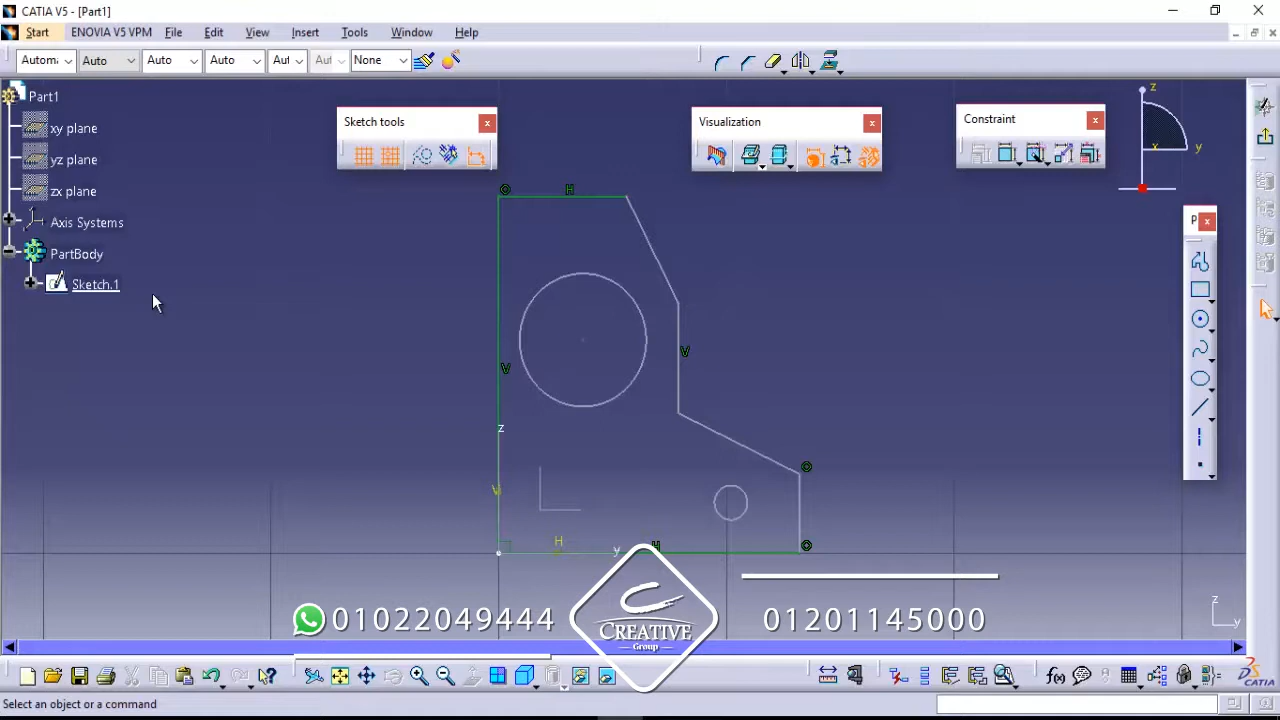 CATIA V5 - [Part1]
Start ENOVIA V5 VPM File Edit View Insert Tools Window Help
Automa Auto Auto Auto Aut Aut None
Part1
xy plane
yz plane
zx plane
Axis Systems
PartBody
Sketch.1
Sketch tools
Visualization
Constraint
P
z
x
y
H
V
V
z
V
H
y
H
z
y
01022049444
CREATIVE
Group
01201145000
f(x)
CATIA
Select an object or a command